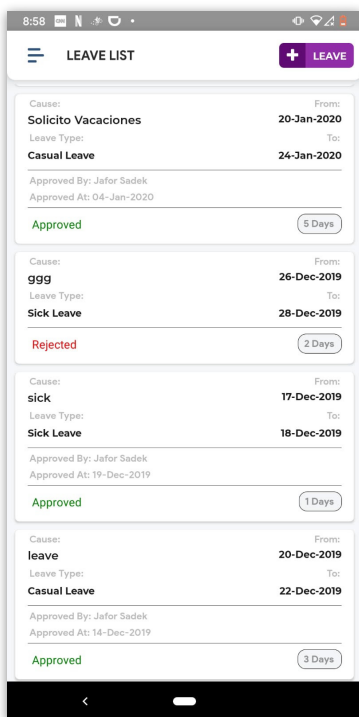 8:58
LEAVE LIST
+ LEAVE
Cause: From:
Solicito Vacaciones 20-Jan-2020
Leave Type: To:
Casual Leave 24-Jan-2020
Approved By: Jafor Sadek
Approved At: 04-Jan-2020
Approved 5 Days
Cause: From:
ggg 26-Dec-2019
Leave Type: To:
Sick Leave 28-Dec-2019
Rejected 2 Days
Cause: From:
sick 17-Dec-2019
Leave Type: To:
Sick Leave 18-Dec-2019
Approved By: Jafor Sadek
Approved At: 19-Dec-2019
Approved 1 Days
Cause: From:
leave 20-Dec-2019
Leave Type: To:
Casual Leave 22-Dec-2019
Approved By: Jafor Sadek
Approved At: 14-Dec-2019
Approved 3 Days